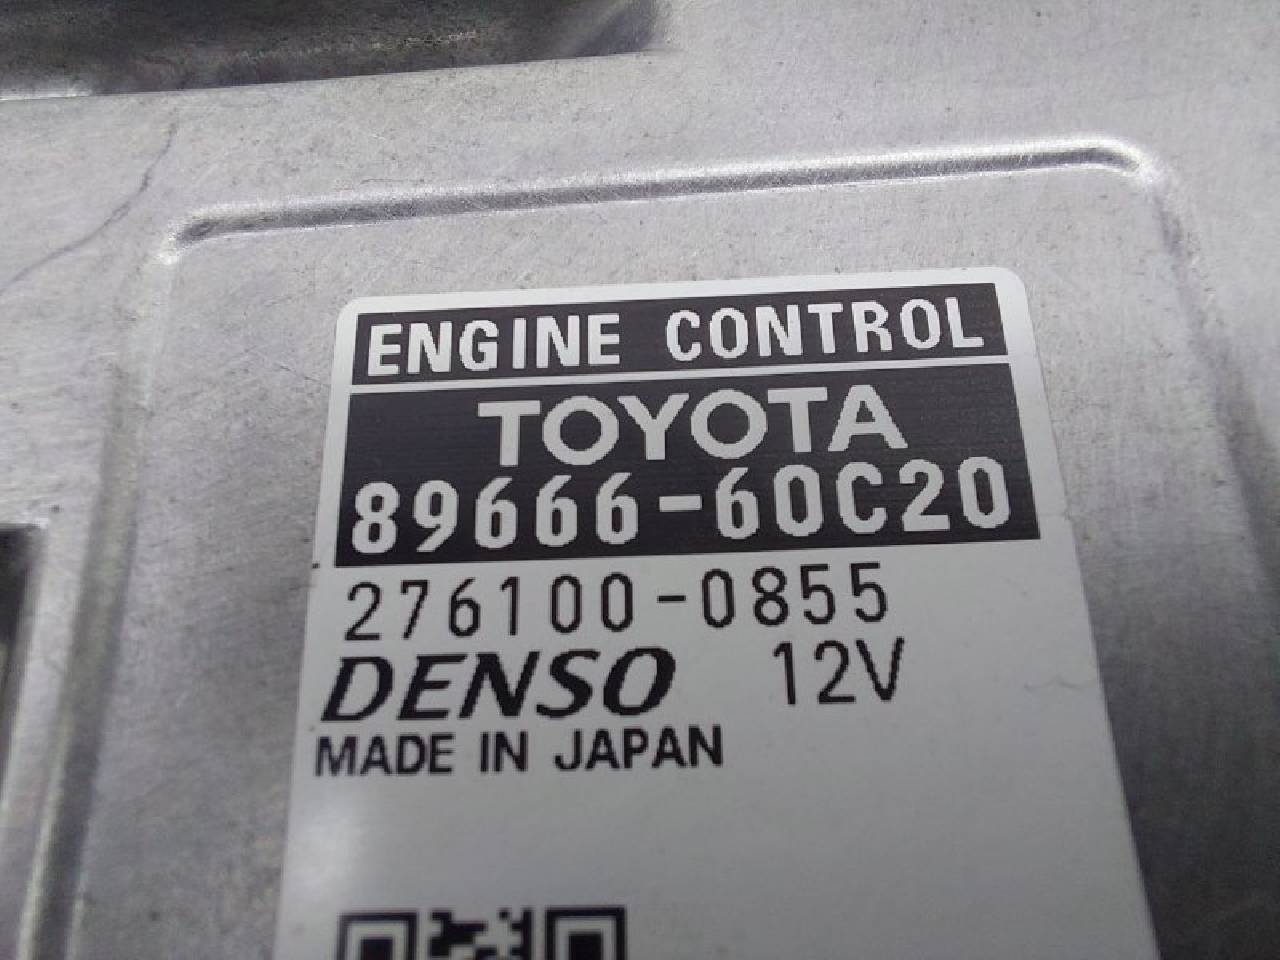 ENGINE CONTROL
TOYOTA
89666-60C20
276100-0855
DENSO 12V
MADE IN JAPAN